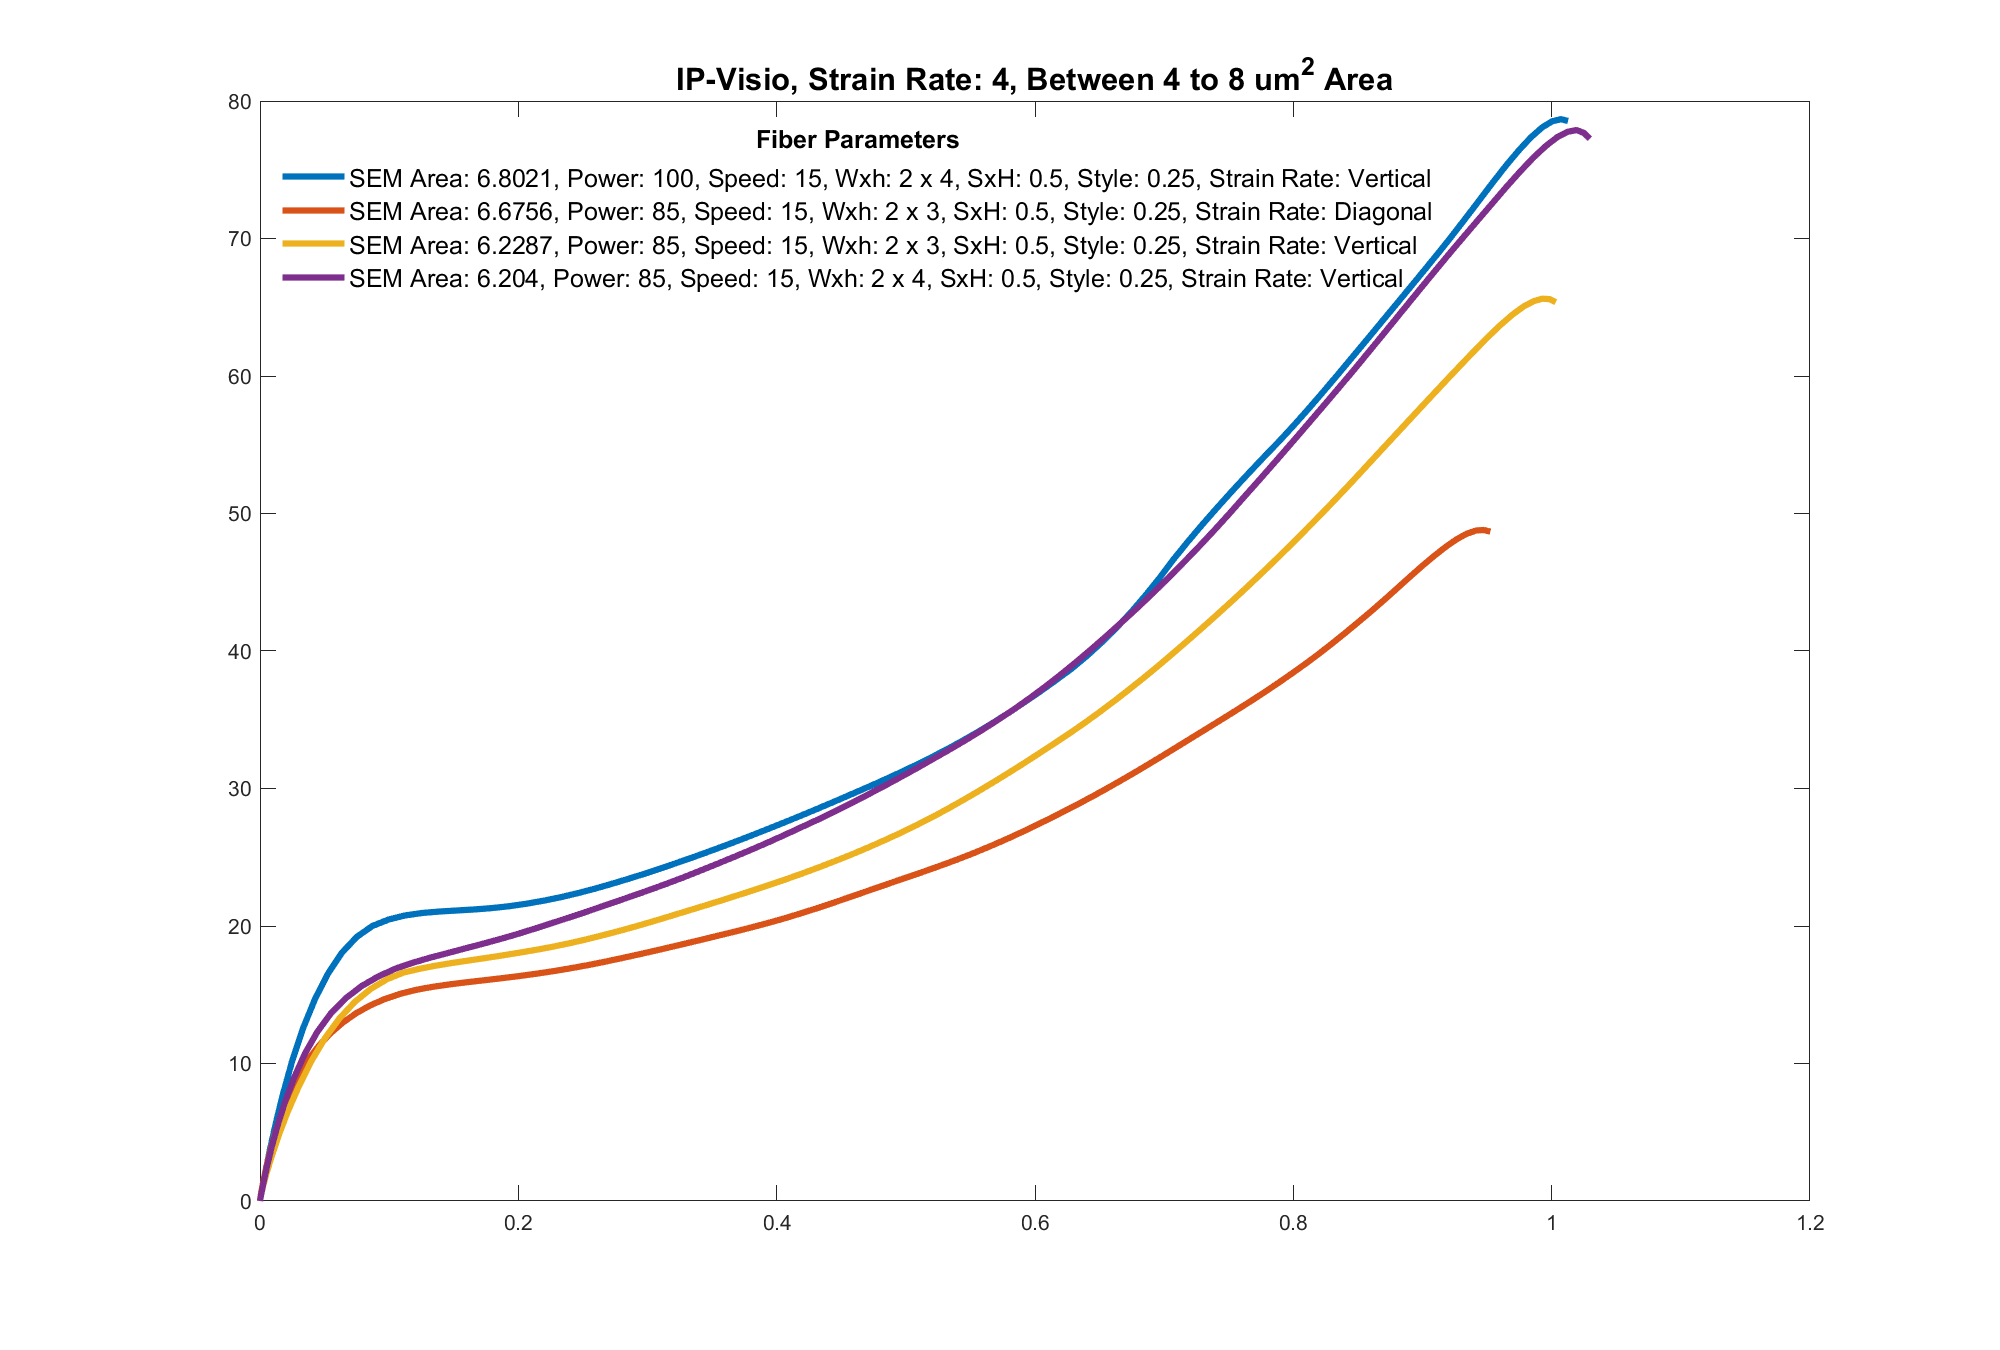 IP-Visio, Strain Rate: 4, Between 4 to 8 um² Area
80
Fiber Parameters
SEM Area: 6.8021, Power: 100, Speed: 15, Wxh: 2 x 4, SxH: 0.5, Style: 0.25, Strain Rate: Vertical
SEM Area: 6.6756, Power: 85, Speed: 15, Wxh: 2 x 3, SxH: 0.5, Style: 0.25, Strain Rate: Diagonal
SEM Area: 6.2287, Power: 85, Speed: 15, Wxh: 2 x 3, SxH: 0.5, Style: 0.25, Strain Rate: Vertical
SEM Area: 6.204, Power: 85, Speed: 15, Wxh: 2 x 4, SxH: 0.5, Style: 0.25, Strain Rate: Vertical
70
60
50
40
30
20
10
0
0 0.2 0.4 0.6 0.8 1 1.2